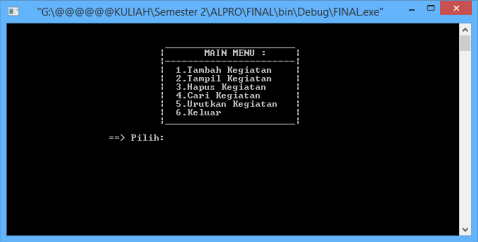 "G:\@@@@@@KULIAH\Semester 2\ALPRO\FINAL\bin\Debug\FINAL.exe"
MAIN MENU :
1.Tambah Kegiatan
2.Tampil Kegiatan
3.Hapus Kegiatan
4.Cari Kegiatan
5.Urutkan Kegiatan
6.Keluar
==> Pilih: